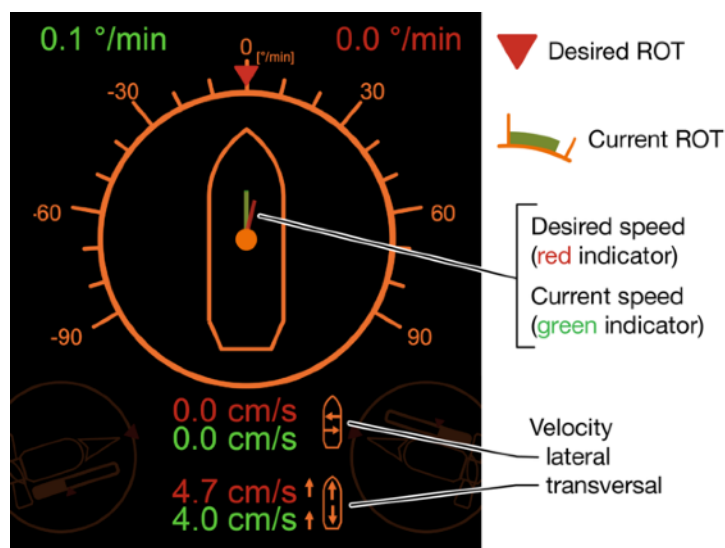 0.1 °/min
0.0 °/min
0
[°/min]
-30
30
-60
60
-90
90
0.0 cm/s
0.0 cm/s
4.7 cm/s
4.0 cm/s
Desired ROT
Current ROT
Desired speed
(red indicator)
Current speed
(green indicator)
Velocity
lateral
transversal